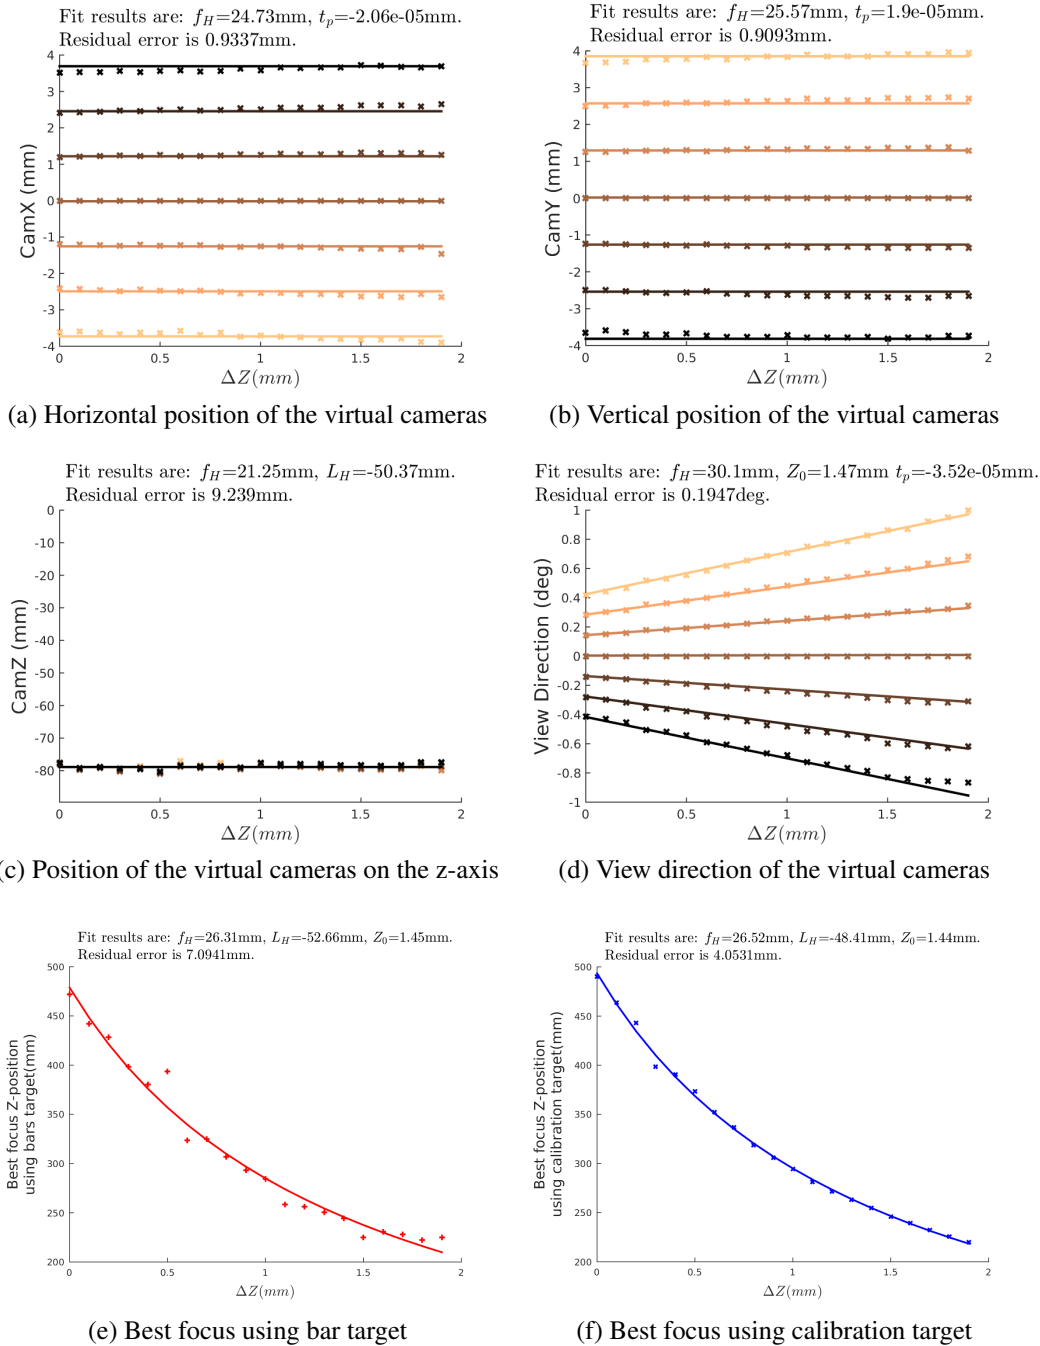 Fit results are: f_H=24.73mm, t_p=-2.06e-05mm.
Residual error is 0.9337mm.
4
3
2
1
0
-1
-2
-3
-4
CamX (mm)
0
0.5
1
1.5
2
ΔZ(mm)
(a) Horizontal position of the virtual cameras
Fit results are: f_H=25.57mm, t_p=1.9e-05mm.
Residual error is 0.9093mm.
4
3
2
1
0
-1
-2
-3
-4
CamY (mm)
0
0.5
1
1.5
2
ΔZ(mm)
(b) Vertical position of the virtual cameras
Fit results are: f_H=21.25mm, L_H=-50.37mm.
Residual error is 9.239mm.
0
-10
-20
-30
-40
-50
-60
-70
-80
CamZ (mm)
0
0.5
1
1.5
2
ΔZ(mm)
(c) Position of the virtual cameras on the z-axis
Fit results are: f_H=30.1mm, Z_0=1.47mm t_p=-3.52e-05mm.
Residual error is 0.1947deg.
1
0.8
0.6
0.4
0.2
0
-0.2
-0.4
-0.6
-0.8
-1
View Direction (deg)
0
0.5
1
1.5
2
ΔZ(mm)
(d) View direction of the virtual cameras
Fit results are: f_H=26.31mm, L_H=-52.66mm, Z_0=1.45mm.
Residual error is 7.0941mm.
500
450
400
350
300
250
200
Best focus Z-position
using bars target(mm)
0
0.5
1
1.5
2
ΔZ(mm)
(e) Best focus using bar target
Fit results are: f_H=26.52mm, L_H=-48.41mm, Z_0=1.44mm.
Residual error is 4.0531mm.
500
450
400
350
300
250
200
Best focus Z-position
using calibration target(mm)
0
0.5
1
1.5
2
ΔZ(mm)
(f) Best focus using calibration target